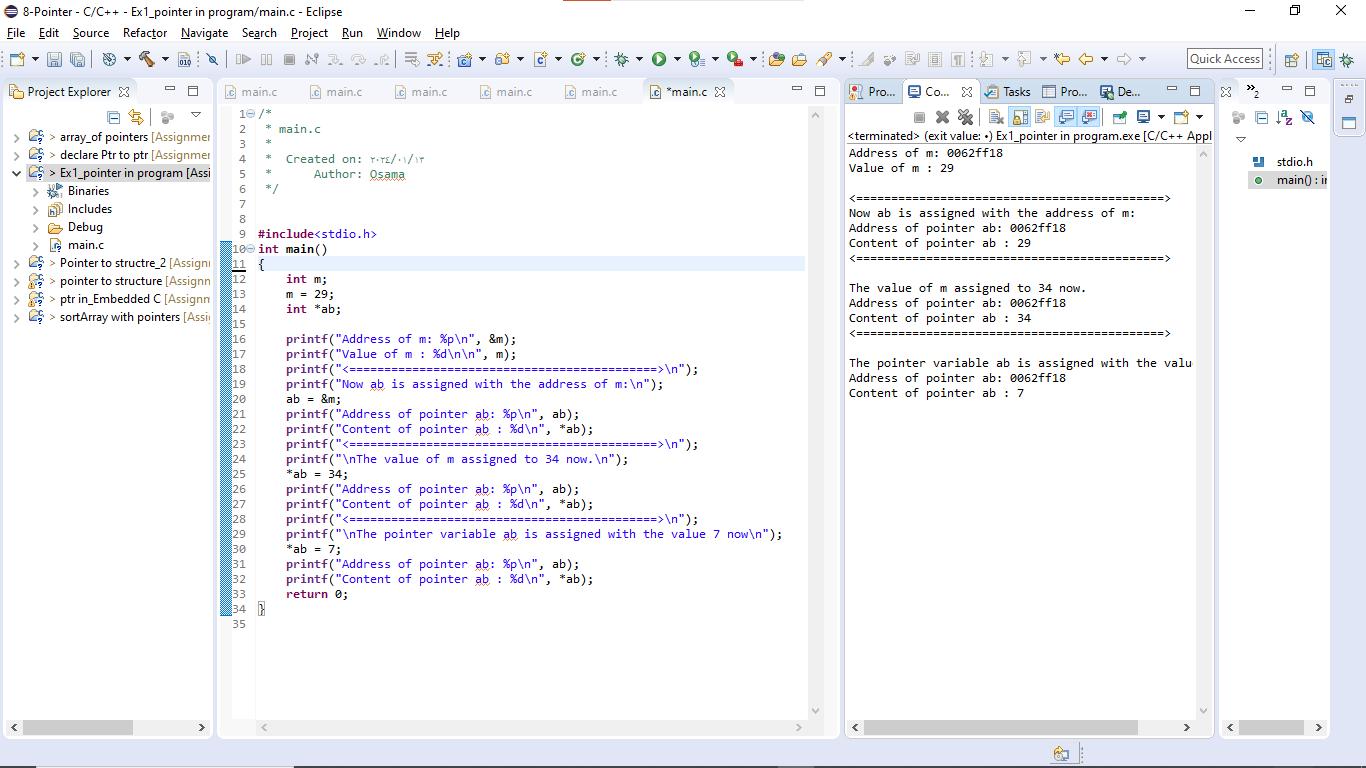 8-Pointer - C/C++ - Ex1_pointer in program/main.c - Eclipse
File Edit Source Refactor Navigate Search Project Run Window Help
Quick Access
Project Explorer
> array_of pointers [Assignmer
> declare Ptr to ptr [Assignmer
> Ex1_pointer in program [Assi
Binaries
Includes
Debug
main.c
> Pointer to structre_2 [Assignn
> pointer to structure [Assignm
> ptr in_Embedded C [Assignm
> sortArray with pointers [Assi
main.c main.c main.c main.c main.c *main.c
1 /*
2 * main.c
3 *
4 * Created on: ٢٠٢٤/٠١/١٣
5 * Author: Osama
6 */
7
8
9 #include<stdio.h>
10 int main()
11 {
12 int m;
13 m = 29;
14 int *ab;
15
16 printf("Address of m: %p\n", &m);
17 printf("Value of m : %d\n\n", m);
18 printf("<============================================>\n");
19 printf("Now ab is assigned with the address of m:\n");
20 ab = &m;
21 printf("Address of pointer ab: %p\n", ab);
22 printf("Content of pointer ab : %d\n", *ab);
23 printf("<============================================>\n");
24 printf("\nThe value of m assigned to 34 now.\n");
25 *ab = 34;
26 printf("Address of pointer ab: %p\n", ab);
27 printf("Content of pointer ab : %d\n", *ab);
28 printf("<============================================>\n");
29 printf("\nThe pointer variable ab is assigned with the value 7 now\n");
30 *ab = 7;
31 printf("Address of pointer ab: %p\n", ab);
32 printf("Content of pointer ab : %d\n", *ab);
33 return 0;
34 }
35
Pro... Co... Tasks Pro... De...
<terminated> (exit value: •) Ex1_pointer in program.exe [C/C++ Appl
Address of m: 0062ff18
Value of m : 29
<============================================>
Now ab is assigned with the address of m:
Address of pointer ab: 0062ff18
Content of pointer ab : 29
<============================================>
The value of m assigned to 34 now.
Address of pointer ab: 0062ff18
Content of pointer ab : 34
<============================================>
The pointer variable ab is assigned with the valu
Address of pointer ab: 0062ff18
Content of pointer ab : 7
»2
stdio.h
main() : ir